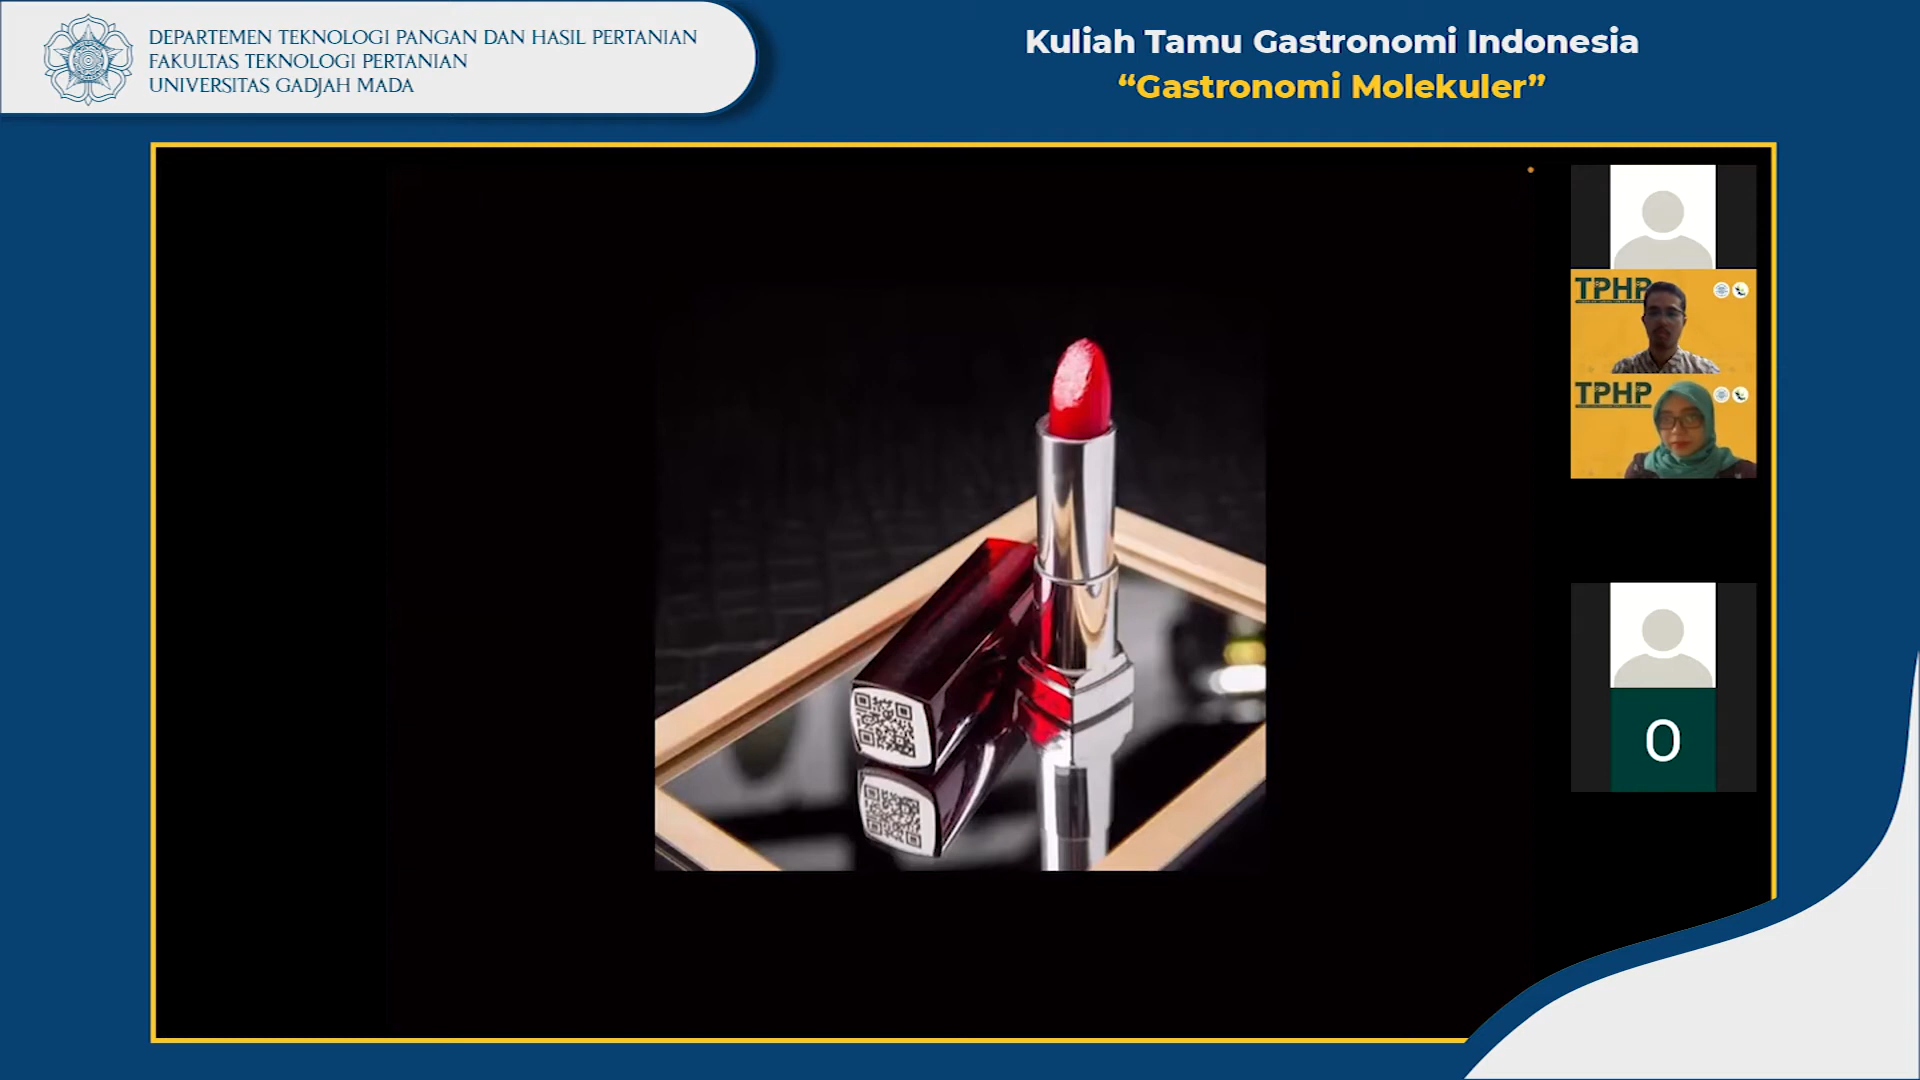 DEPARTEMEN TEKNOLOGI PANGAN DAN HASIL PERTANIAN
FAKULTAS TEKNOLOGI PERTANIAN
UNIVERSITAS GADJAH MADA
Kuliah Tamu Gastronomi Indonesia
“Gastronomi Molekuler”
TPHP
TPHP
O